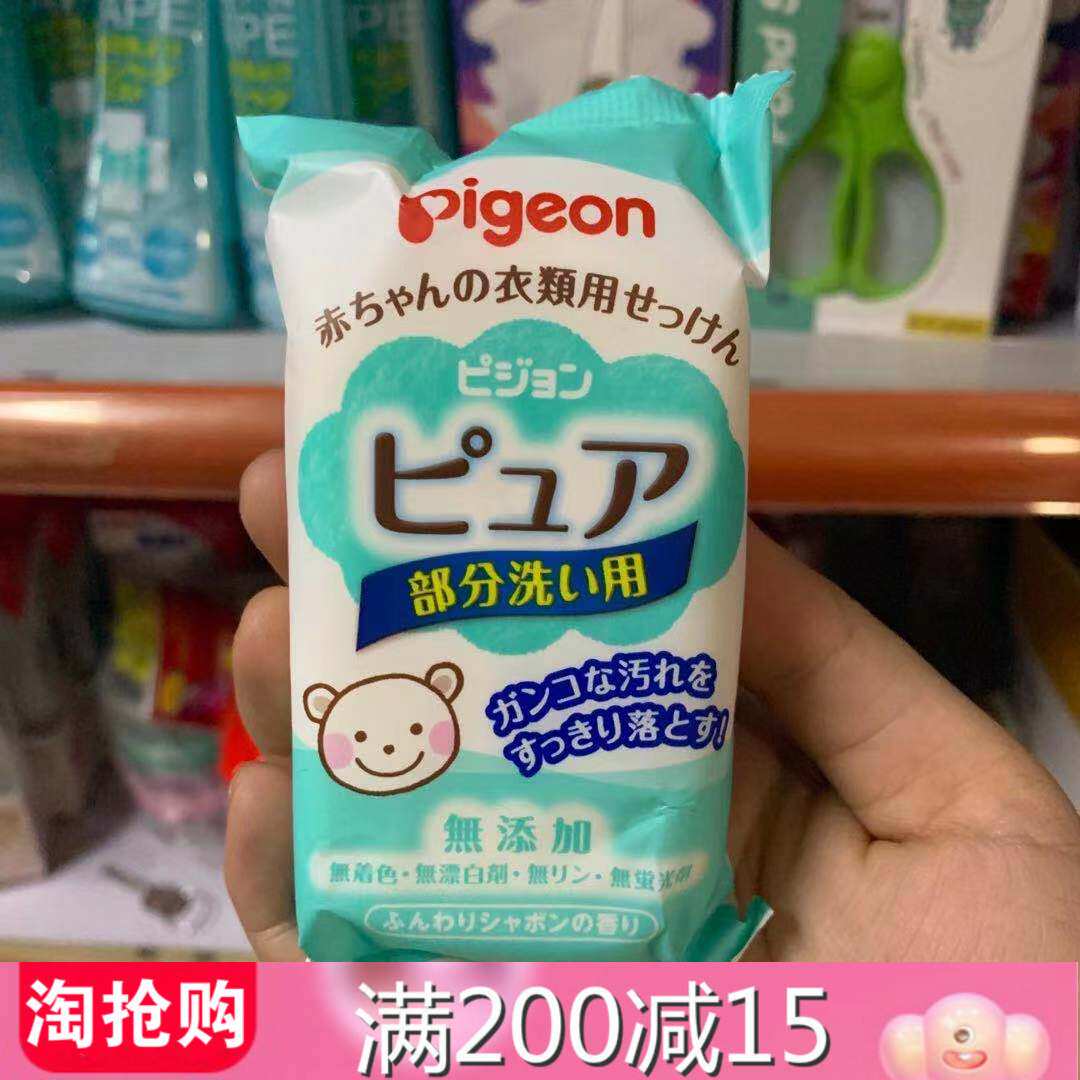 APE
PE
pigeon
赤ちゃんの衣類用せっけん
ピジョン
ピュア
部分洗い用
ガンコな汚れを
すっきり落とす!
無添加
無着色・無漂白剤・無リン・無蛍光剤
ふんわりシャボンの香り
淘抢购
满200减15